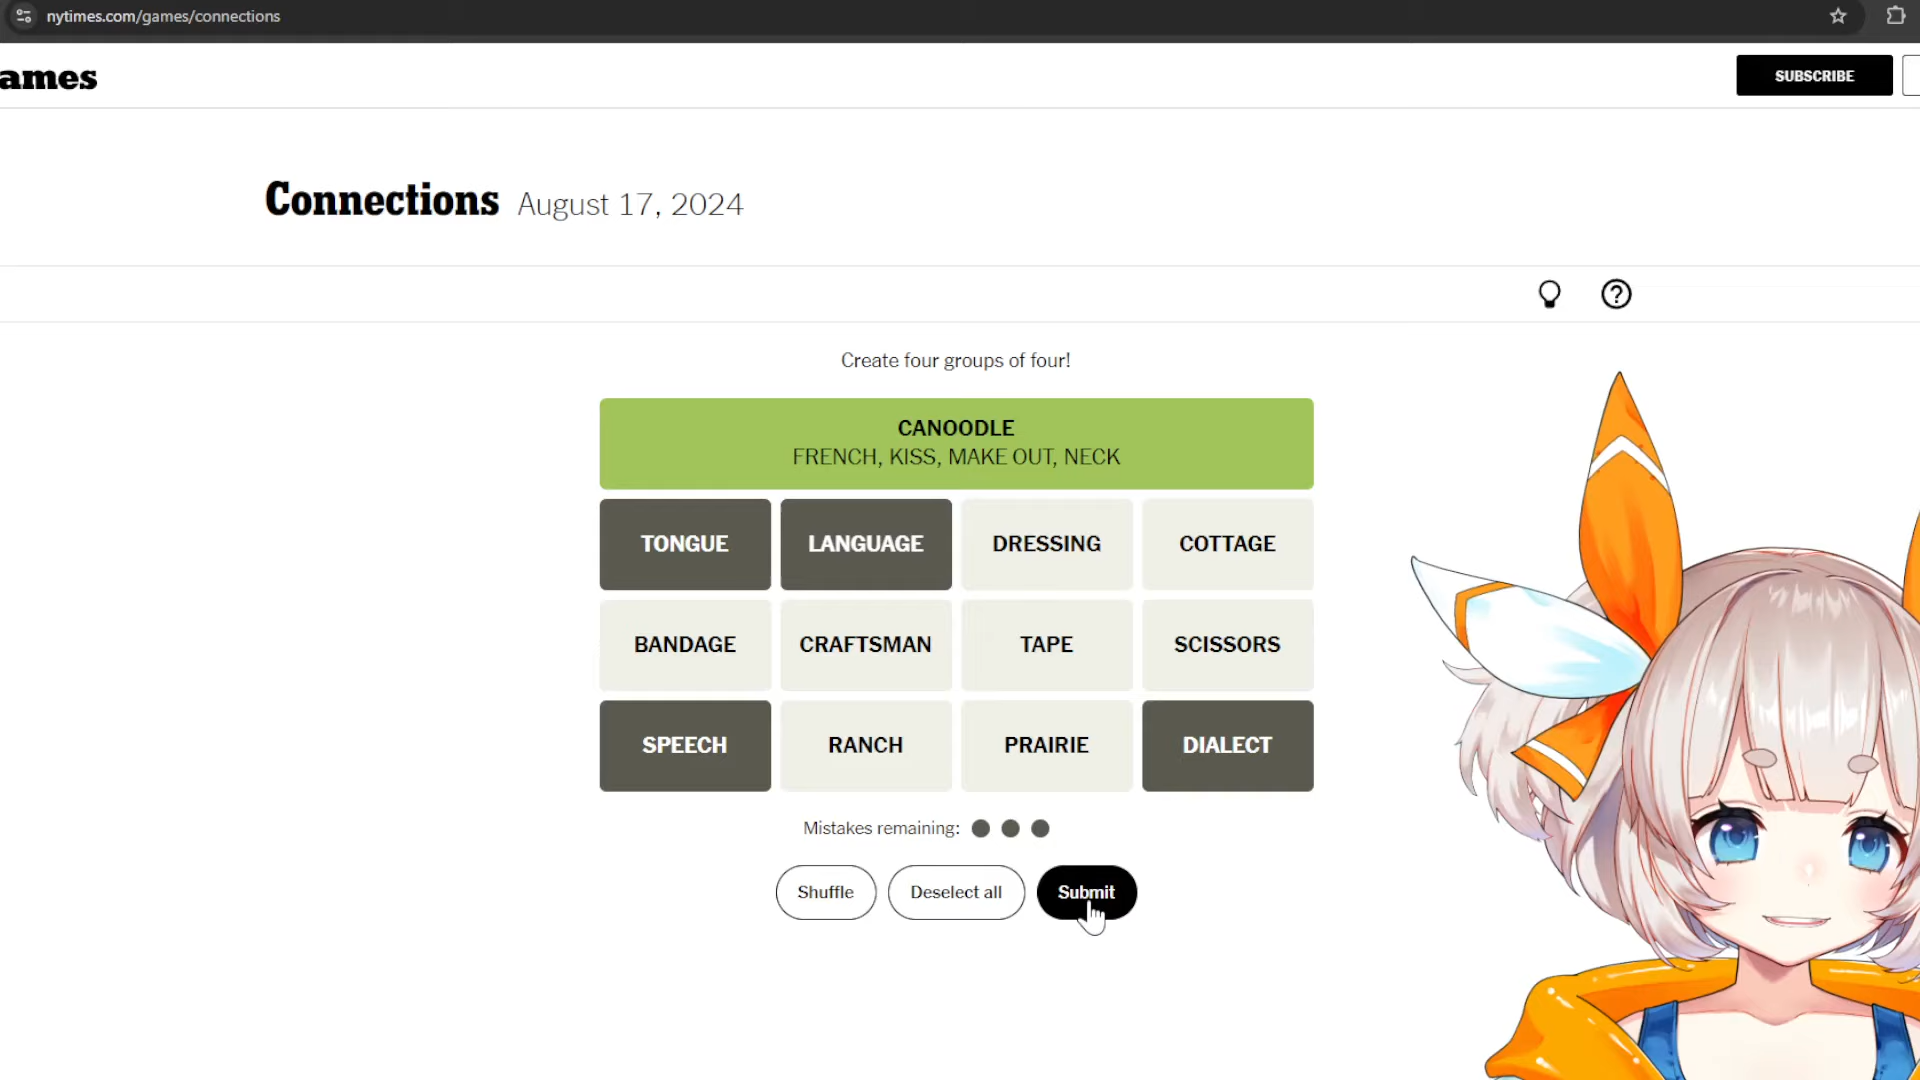 nytimes.com/games/connections
ames
SUBSCRIBE
Connections August 17, 2024
Create four groups of four!
CANOODLE
FRENCH, KISS, MAKE OUT, NECK
TONGUE LANGUAGE DRESSING COTTAGE
BANDAGE CRAFTSMAN TAPE SCISSORS
SPEECH RANCH PRAIRIE DIALECT
Mistakes remaining:
Shuffle Deselect all Submit